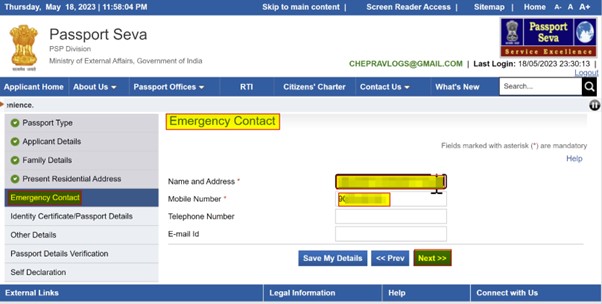 Thursday, May 18, 2023 | 11:58:04 PM
Skip to main content | Screen Reader Access | Sitemap | Home A- A A+
Passport Seva
PSP Division
Ministry of External Affairs, Government of India
Passport
Seva
Service Excellence
CHEPRAVLOGS@GMAIL.COM | Last Login: 18/05/2023 23:30:13 |
Logout
Applicant Home About Us Passport Offices RTI Citizens' Charter Contact Us What's New Search...
nience.
Passport Type
Applicant Details
Family Details
Present Residential Address
Emergency Contact
Identity Certificate/Passport Details
Other Details
Passport Details Verification
Self Declaration
Emergency Contact
Fields marked with asterisk (*) are mandatory
Help
Name and Address *
Mobile Number *
Telephone Number
E-mail Id
Save My Details << Prev Next >>
External Links Legal Information Help Connect with Us